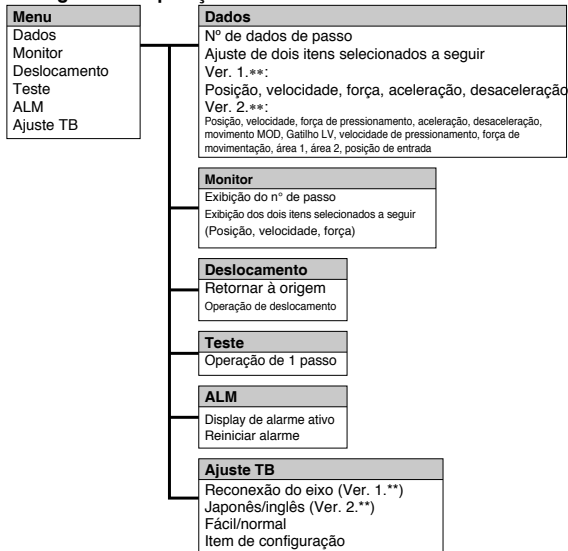 Menu
Dados
Monitor
Deslocamento
Teste
ALM
Ajuste TB
Dados
Nº de dados de passo
Ajuste de dois itens selecionados a seguir
Ver. 1.**:
Posição, velocidade, força, aceleração, desaceleração
Ver. 2.**:
Posição, velocidade, força de pressionamento, aceleração, desaceleração,
movimento MOD, Gatilho LV, velocidade de pressionamento, força de
movimentação, área 1, área 2, posição de entrada
Monitor
Exibição do n° de passo
Exibição dos dois itens selecionados a seguir
(Posição, velocidade, força)
Deslocamento
Retornar à origem
Operação de deslocamento
Teste
Operação de 1 passo
ALM
Display de alarme ativo
Reiniciar alarme
Ajuste TB
Reconexão do eixo (Ver. 1.**)
Japonês/inglês (Ver. 2.**)
Fácil/normal
Item de configuração